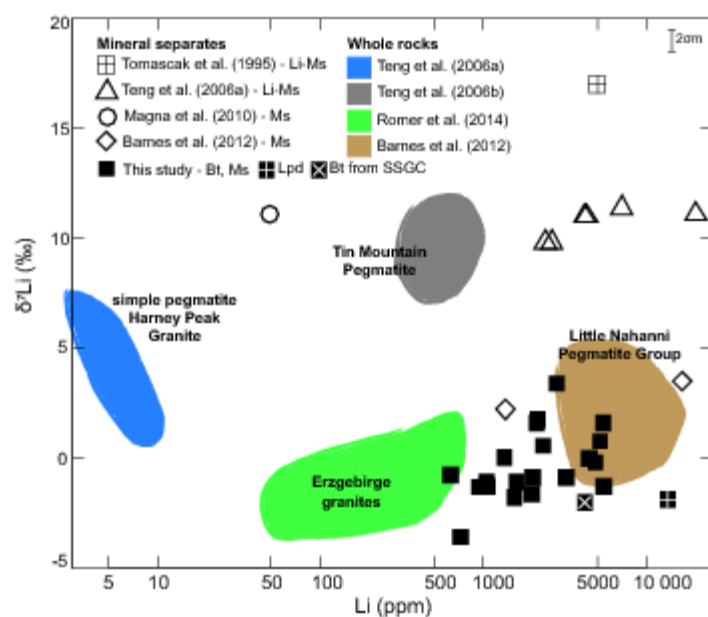 20
15
10
5
0
-5
δ⁷Li (‰)
Mineral separates
Tomascak et al. (1995) - Li-Ms
Teng et al. (2006a) - Li-Ms
Magna et al. (2010) - Ms
Barnes et al. (2012) - Ms
This study - Bt, Ms
Lpd
Bt from SSGC
Whole rocks
Teng et al. (2006a)
Teng et al. (2006b)
Romer et al. (2014)
Barnes et al. (2012)
2σm
Tin Mountain
Pegmatite
simple pegmatite
Harney Peak
Granite
Little Nahanni
Pegmatite Group
Erzgebirge
granites
5
10
50
100
500
1000
5000
10 000
Li (ppm)